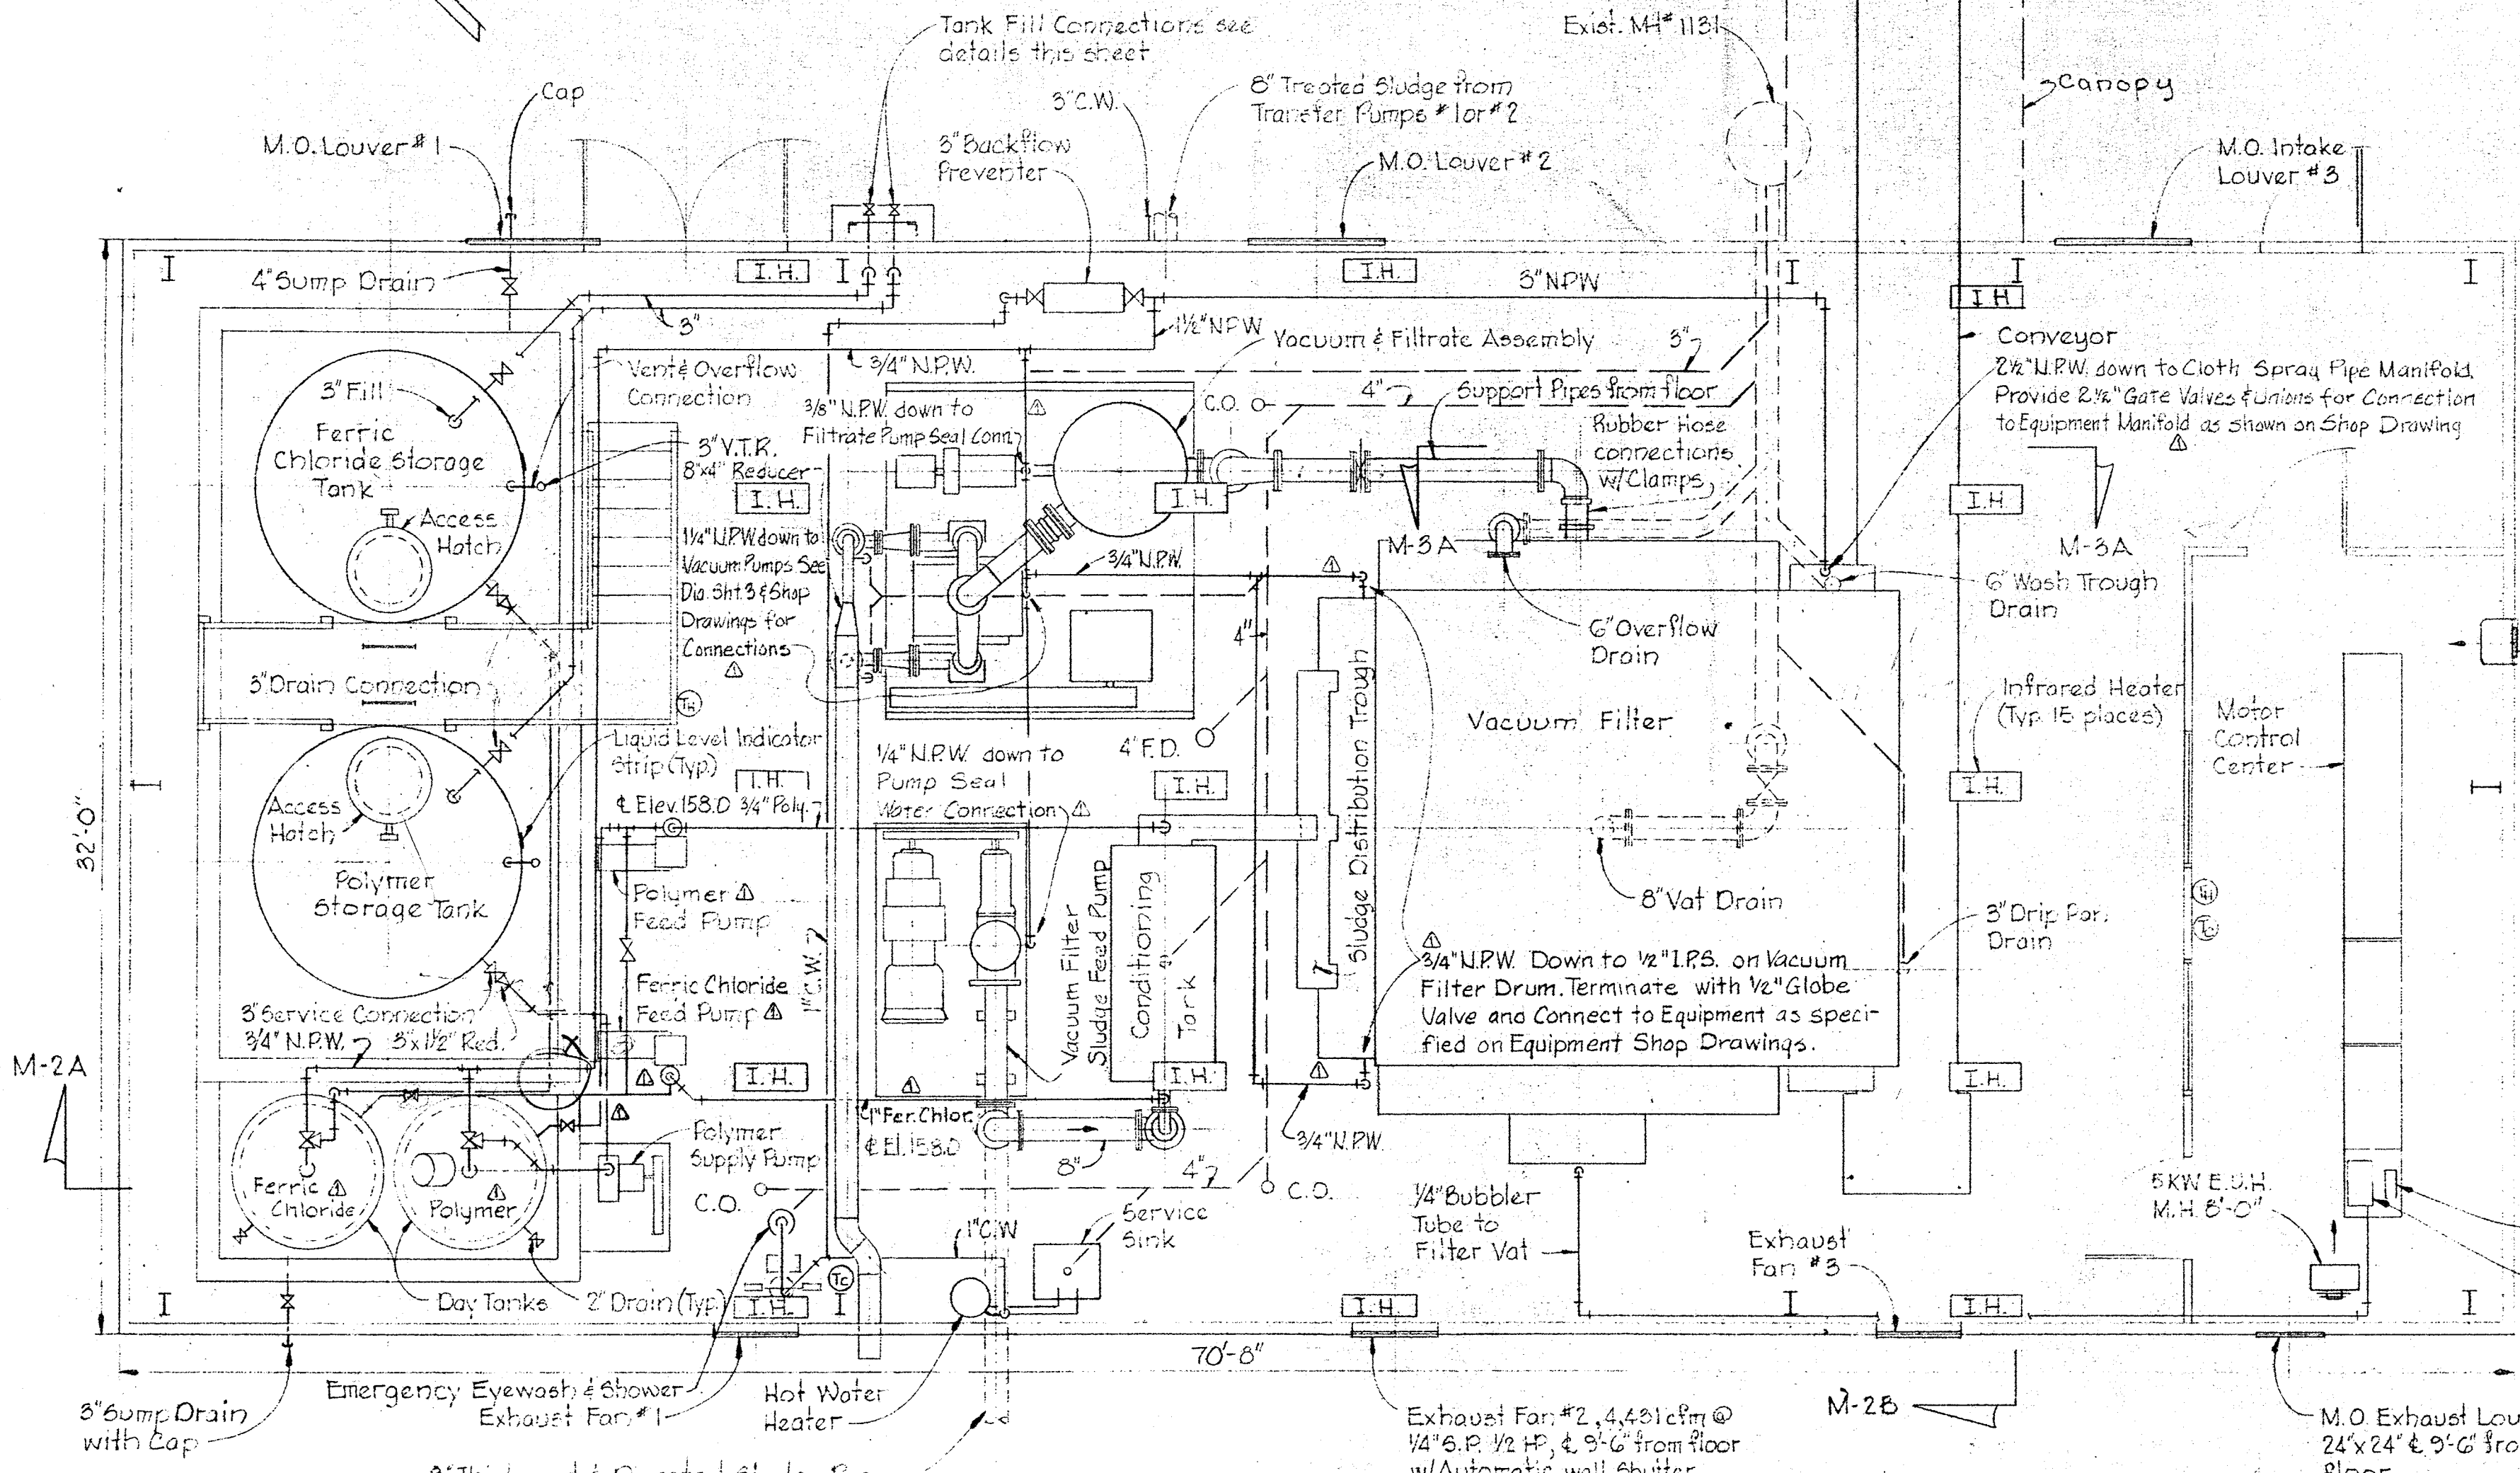 Tank Fill Connections see
details this sheet
Exist. MH# 1131
Cap
3"C.W.
8" Treated Sludge from
Transfer Pumps #1 or #2
Canopy
M.O. Louver #1
3" Backflow
Preventer
M.O. Louver #2
M.O. Intake
Louver #3
4" Sump Drain
I.H.
I.H.
3" NPW
I.H.
3"
1½" NPW
Vacuum & Filtrate Assembly
3"
Conveyor
2½" N.P.W. down to Cloth Spray Pipe Manifold.
Provide 2½" Gate Valves & Unions for Connection
to Equipment Manifold as shown on Shop Drawing
Vent & Overflow
Connection
3/4" N.P.W.
3" Fill
3/8" N.P.W. down to
Filtrate Pump Seal Conn.
C.O.
4"
Support Pipes from floor
Rubber Hose
connections
w/Clamps
Ferric
Chloride Storage
Tank
3" V.T.R.
8"x4" Reducer
I.H.
I.H.
I.H.
Access
Hatch
1¼" N.P.W. down to
Vacuum Pumps See
Dia. Sht. 3 & Shop
Drawings for
Connections
3/4" N.P.W.
M-3A
M-3A
6" Wash Trough
Drain
6" Overflow
Drain
4"
3" Drain Connection
Infrared Heater
(Typ. 15 places)
Motor
Control
Center
Vacuum Filter
Sludge Distribution Trough
Liquid Level Indicator
Strip (Typ.)
4" F.D.
1/4" N.P.W. down to
Pump Seal
Water Connection
I.H.
I.H.
I.H.
℄ Elev. 158.0 3/4" Poly.
Access
Hatch
32'-0"
Polymer
Storage Tank
Polymer
Feed Pump
8" Vat Drain
3" Drip Pan
Drain
Vacuum Filter
Sludge Feed Pump
Conditioning
Tank
1" C.W.
3/4" N.P.W. Down to ½" I.P.S. on Vacuum
Filter Drum. Terminate with ½" Globe
Valve and Connect to Equipment as speci-
fied on Equipment Shop Drawings.
Ferric Chloride
Feed Pump
3" Service Connection
3/4" N.P.W.
3"x1½" Red.
M-2A
I.H.
I.H.
I.H.
1" Fer. Chlor.
℄ El. 158.0
Polymer
Supply Pump
8"
4"
3/4" N.P.W.
Ferric
Chloride
Polymer
C.O.
C.O.
5 KW E.U.H.
M.H. 8'-0"
1/4" Bubbler
Tube to
Filter Vat
Service
Sink
1" C.W
Exhaust
Fan #3
Tc
Day Tanks
2" Drain (Typ.)
I.H.
I.H.
I.H.
70'-8"
Emergency Eyewash & Shower
Exhaust Fan #1
Hot Water
Heater
3" Sump Drain
with Cap
Exhaust Fan #2, 4,431 cfm @
1/4" S.P. 1/2 HP, ℄ 9'-6" from floor
w/Automatic wall Shutter
M-2B
M.O. Exhaust Lou
24"x24" ℄ 9'-6" fro
floor